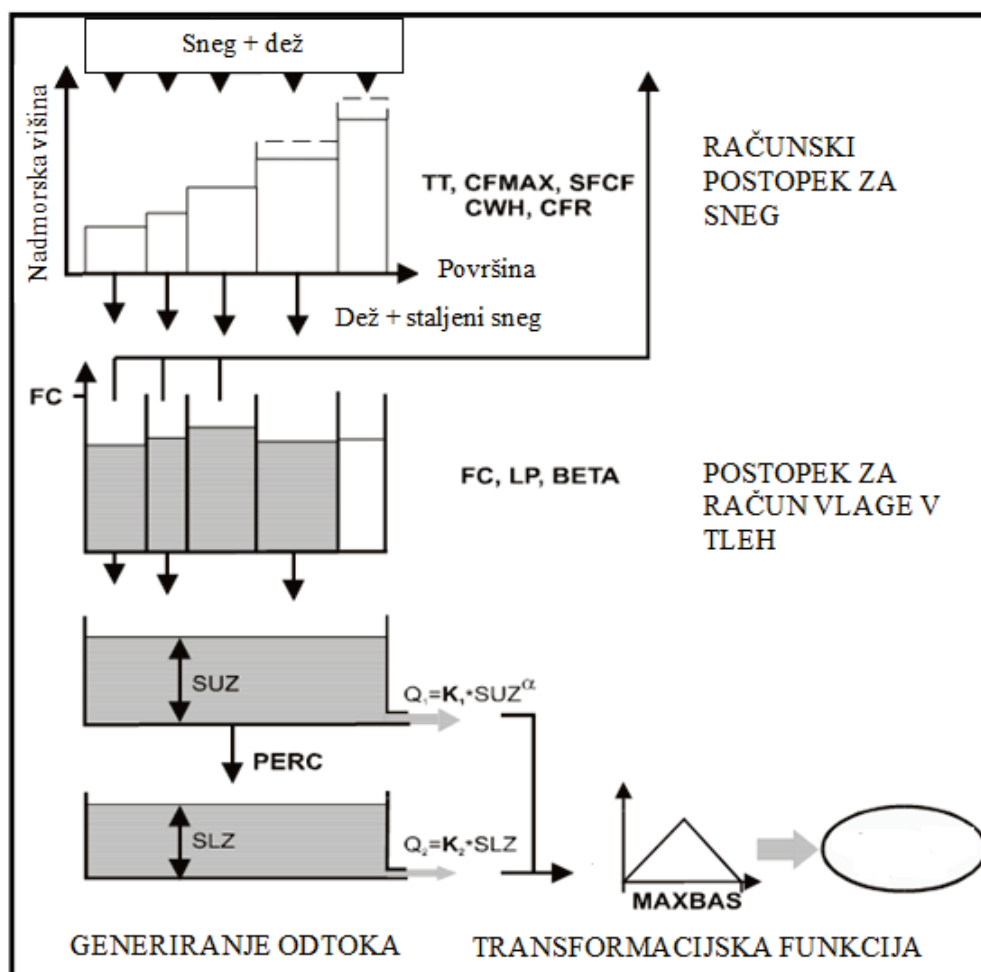 Sneg + dež
Nadmorska višina
TT, CFMAX, SFCF
CWH, CFR
RAČUNSKI
POSTOPEK ZA
SNEG
Površina
Dež + staljeni sneg
FC
FC, LP, BETA
POSTOPEK ZA
RAČUN VLAGE V
TLEH
SUZ
Q₁=K₁*SUZ^α
PERC
SLZ
Q₂=K₂*SLZ
MAXBAS
GENERIRANJE ODTOKA
TRANSFORMACIJSKA FUNKCIJA